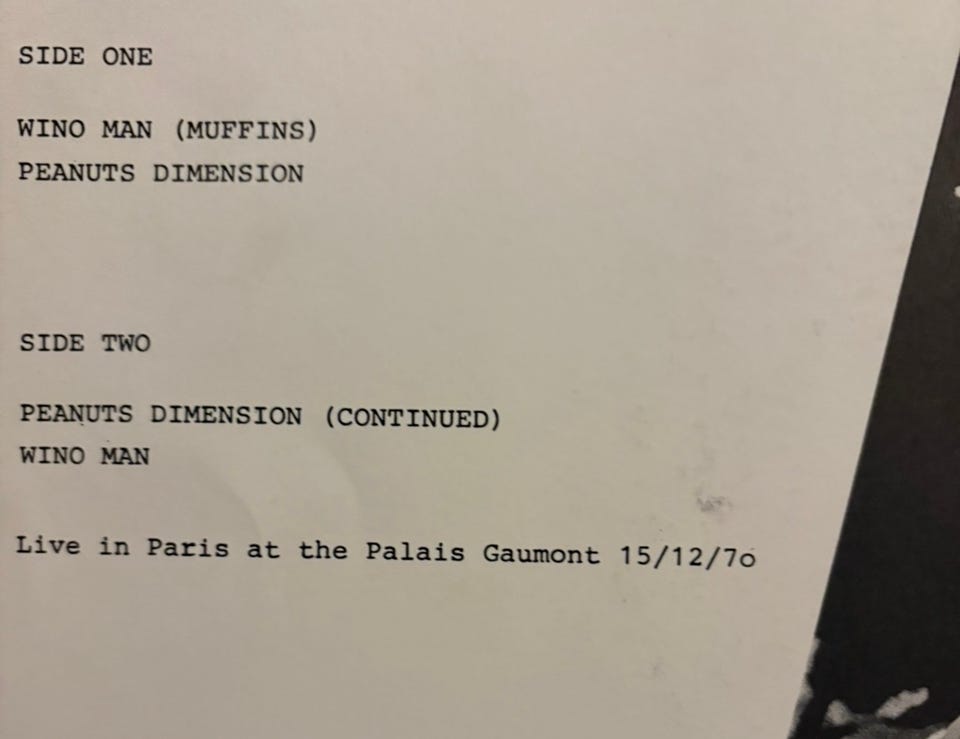 SIDE ONE
WINO MAN (MUFFINS)
PEANUTS DIMENSION
SIDE TWO
PEANUTS DIMENSION (CONTINUED)
WINO MAN
Live in Paris at the Palais Gaumont 15/12/7o